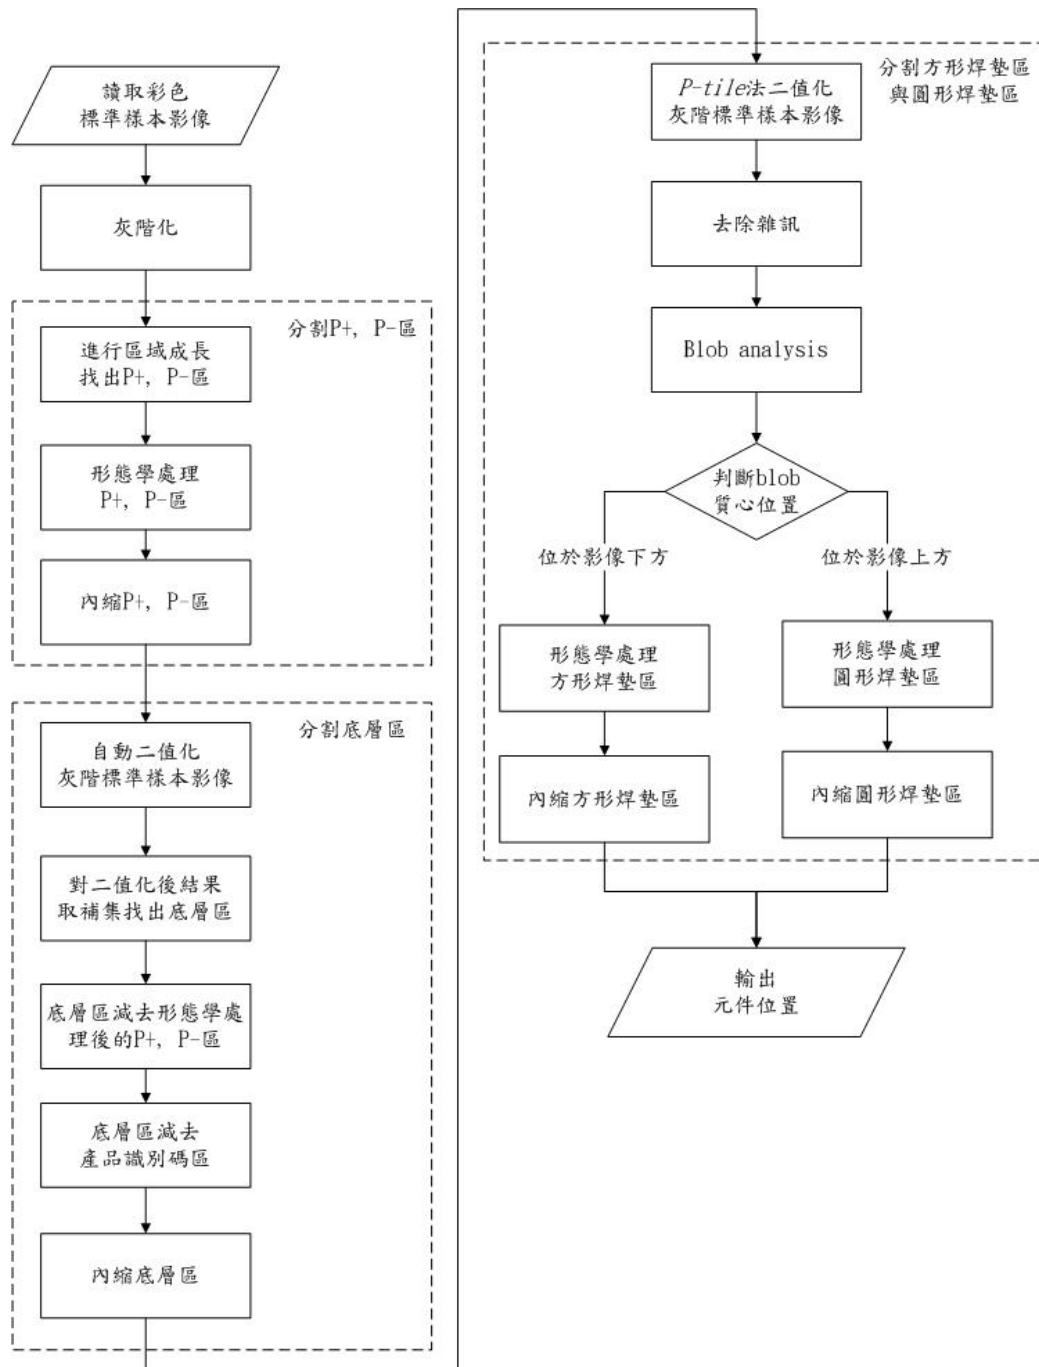 讀取彩色
標準樣本影像
灰階化
分割P+, P-區
進行區域成長
找出P+, P-區
形態學處理
P+, P-區
內縮P+, P-區
分割底層區
自動二值化
灰階標準樣本影像
對二值化後結果
取補集找出底層區
底層區減去形態學處
理後的P+, P-區
底層區減去
產品識別碼區
內縮底層區
分割方形焊墊區
與圓形焊墊區
P-tile法二值化
灰階標準樣本影像
去除雜訊
Blob analysis
判斷blob
質心位置
位於影像下方
位於影像上方
形態學處理
方形焊墊區
形態學處理
圓形焊墊區
內縮方形焊墊區
內縮圓形焊墊區
輸出
元件位置